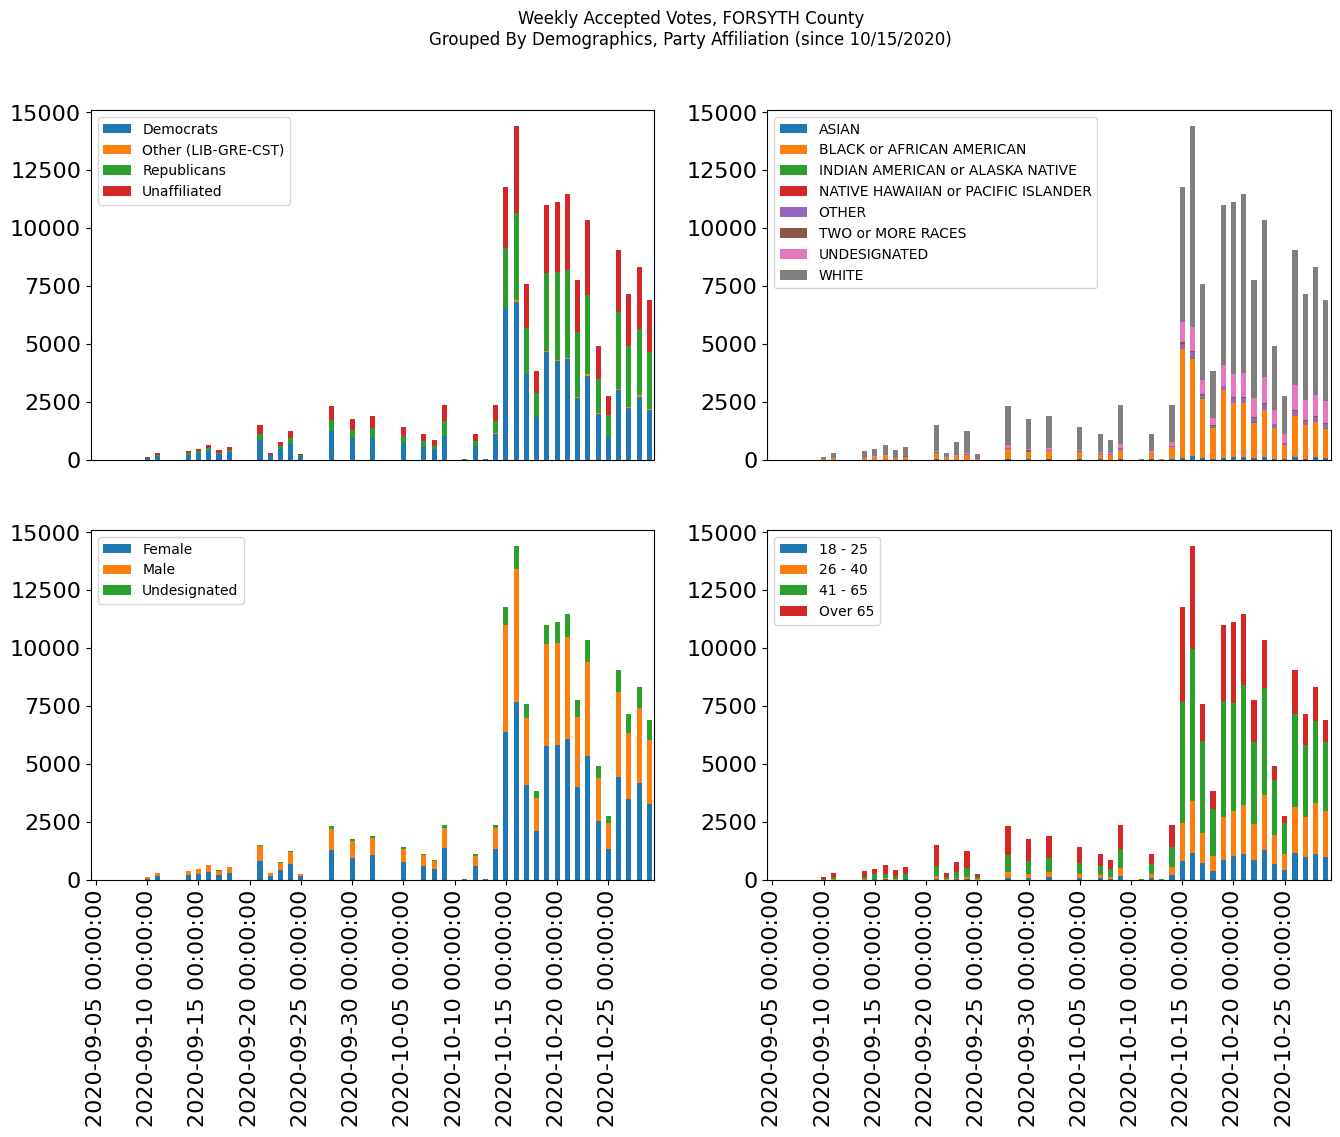 Weekly Accepted Votes, FORSYTH County
Grouped By Demographics, Party Affiliation (since 10/15/2020)
15000
12500
10000
7500
5000
2500
0
Democrats
Other (LIB-GRE-CST)
Republicans
Unaffiliated
15000
12500
10000
7500
5000
2500
0
ASIAN
BLACK or AFRICAN AMERICAN
INDIAN AMERICAN or ALASKA NATIVE
NATIVE HAWAIIAN or PACIFIC ISLANDER
OTHER
TWO or MORE RACES
UNDESIGNATED
WHITE
15000
12500
10000
7500
5000
2500
0
Female
Male
Undesignated
2020-09-05 00:00:00
2020-09-10 00:00:00
2020-09-15 00:00:00
2020-09-20 00:00:00
2020-09-25 00:00:00
2020-09-30 00:00:00
2020-10-05 00:00:00
2020-10-10 00:00:00
2020-10-15 00:00:00
2020-10-20 00:00:00
2020-10-25 00:00:00
15000
12500
10000
7500
5000
2500
0
18 - 25
26 - 40
41 - 65
Over 65
2020-09-05 00:00:00
2020-09-10 00:00:00
2020-09-15 00:00:00
2020-09-20 00:00:00
2020-09-25 00:00:00
2020-09-30 00:00:00
2020-10-05 00:00:00
2020-10-10 00:00:00
2020-10-15 00:00:00
2020-10-20 00:00:00
2020-10-25 00:00:00